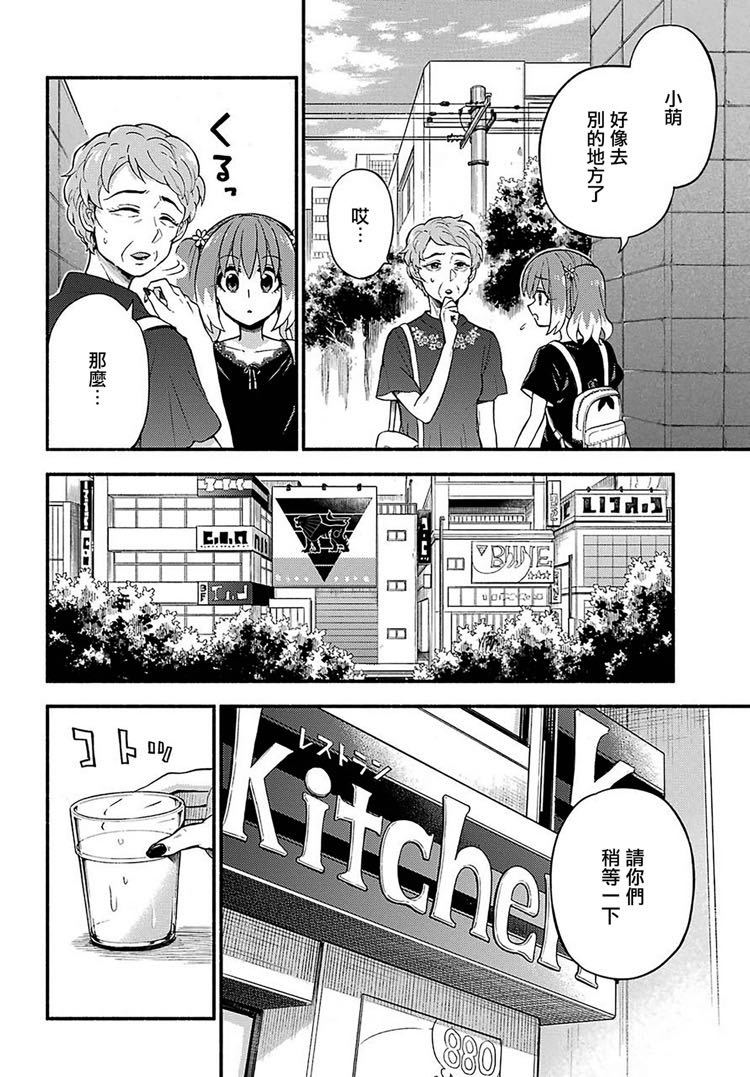 小萌
好像去
別的地方了
哎…
くるっ
那麼…
BUNE
レストラン
kitchen
k
請你們
稍等一下
880
コトッ